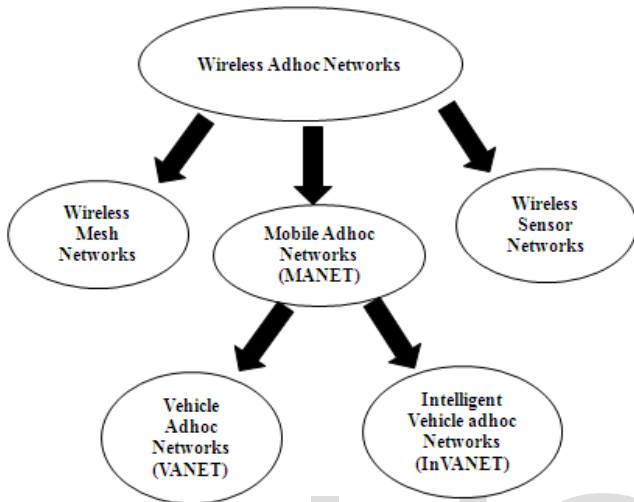 Wireless Adhoc Networks
Wireless
Mesh
Networks
Mobile Adhoc
Networks
(MANET)
Wireless
Sensor
Networks
Vehicle
Adhoc
Networks
(VANET)
Intelligent
Vehicle adhoc
Networks
(InVANET)